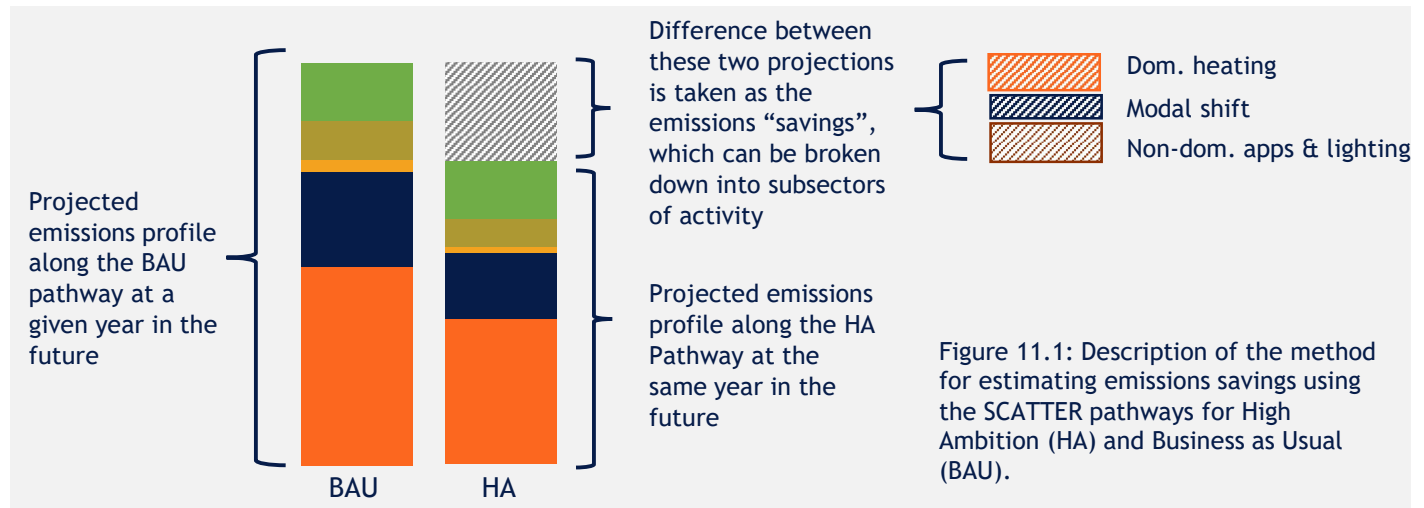 Projected
emissions profile
along the BAU
pathway at a
given year in the
future
BAU
HA
Difference between
these two projections
is taken as the
emissions “savings”,
which can be broken
down into subsectors
of activity
Projected emissions
profile along the HA
Pathway at the
same year in the
future
Dom. heating
Modal shift
Non-dom. apps & lighting
Figure 11.1: Description of the method
for estimating emissions savings using
the SCATTER pathways for High
Ambition (HA) and Business as Usual
(BAU).